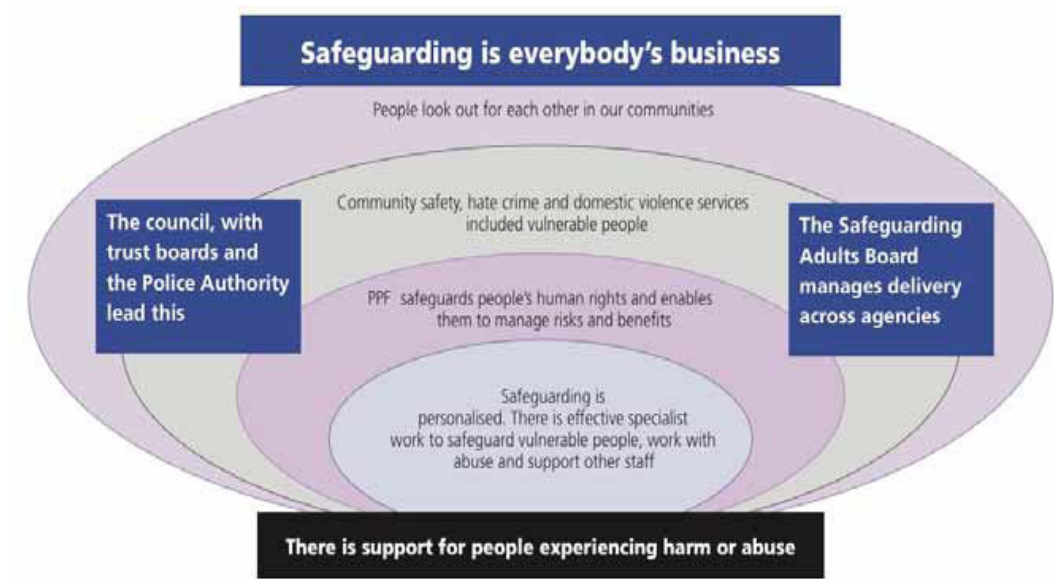 Safeguarding is everybody's business
People look out for each other in our communities
Community safety, hate crime and domestic violence services
included vulnerable people
The council, with
trust boards and
the Police Authority
lead this
The Safeguarding
Adults Board
manages delivery
across agencies
PPF safeguards people's human rights and enables
them to manage risks and benefits
Safeguarding is
personalised. There is effective specialist
work to safeguard vulnerable people, work with
abuse and support other staff
There is support for people experiencing harm or abuse